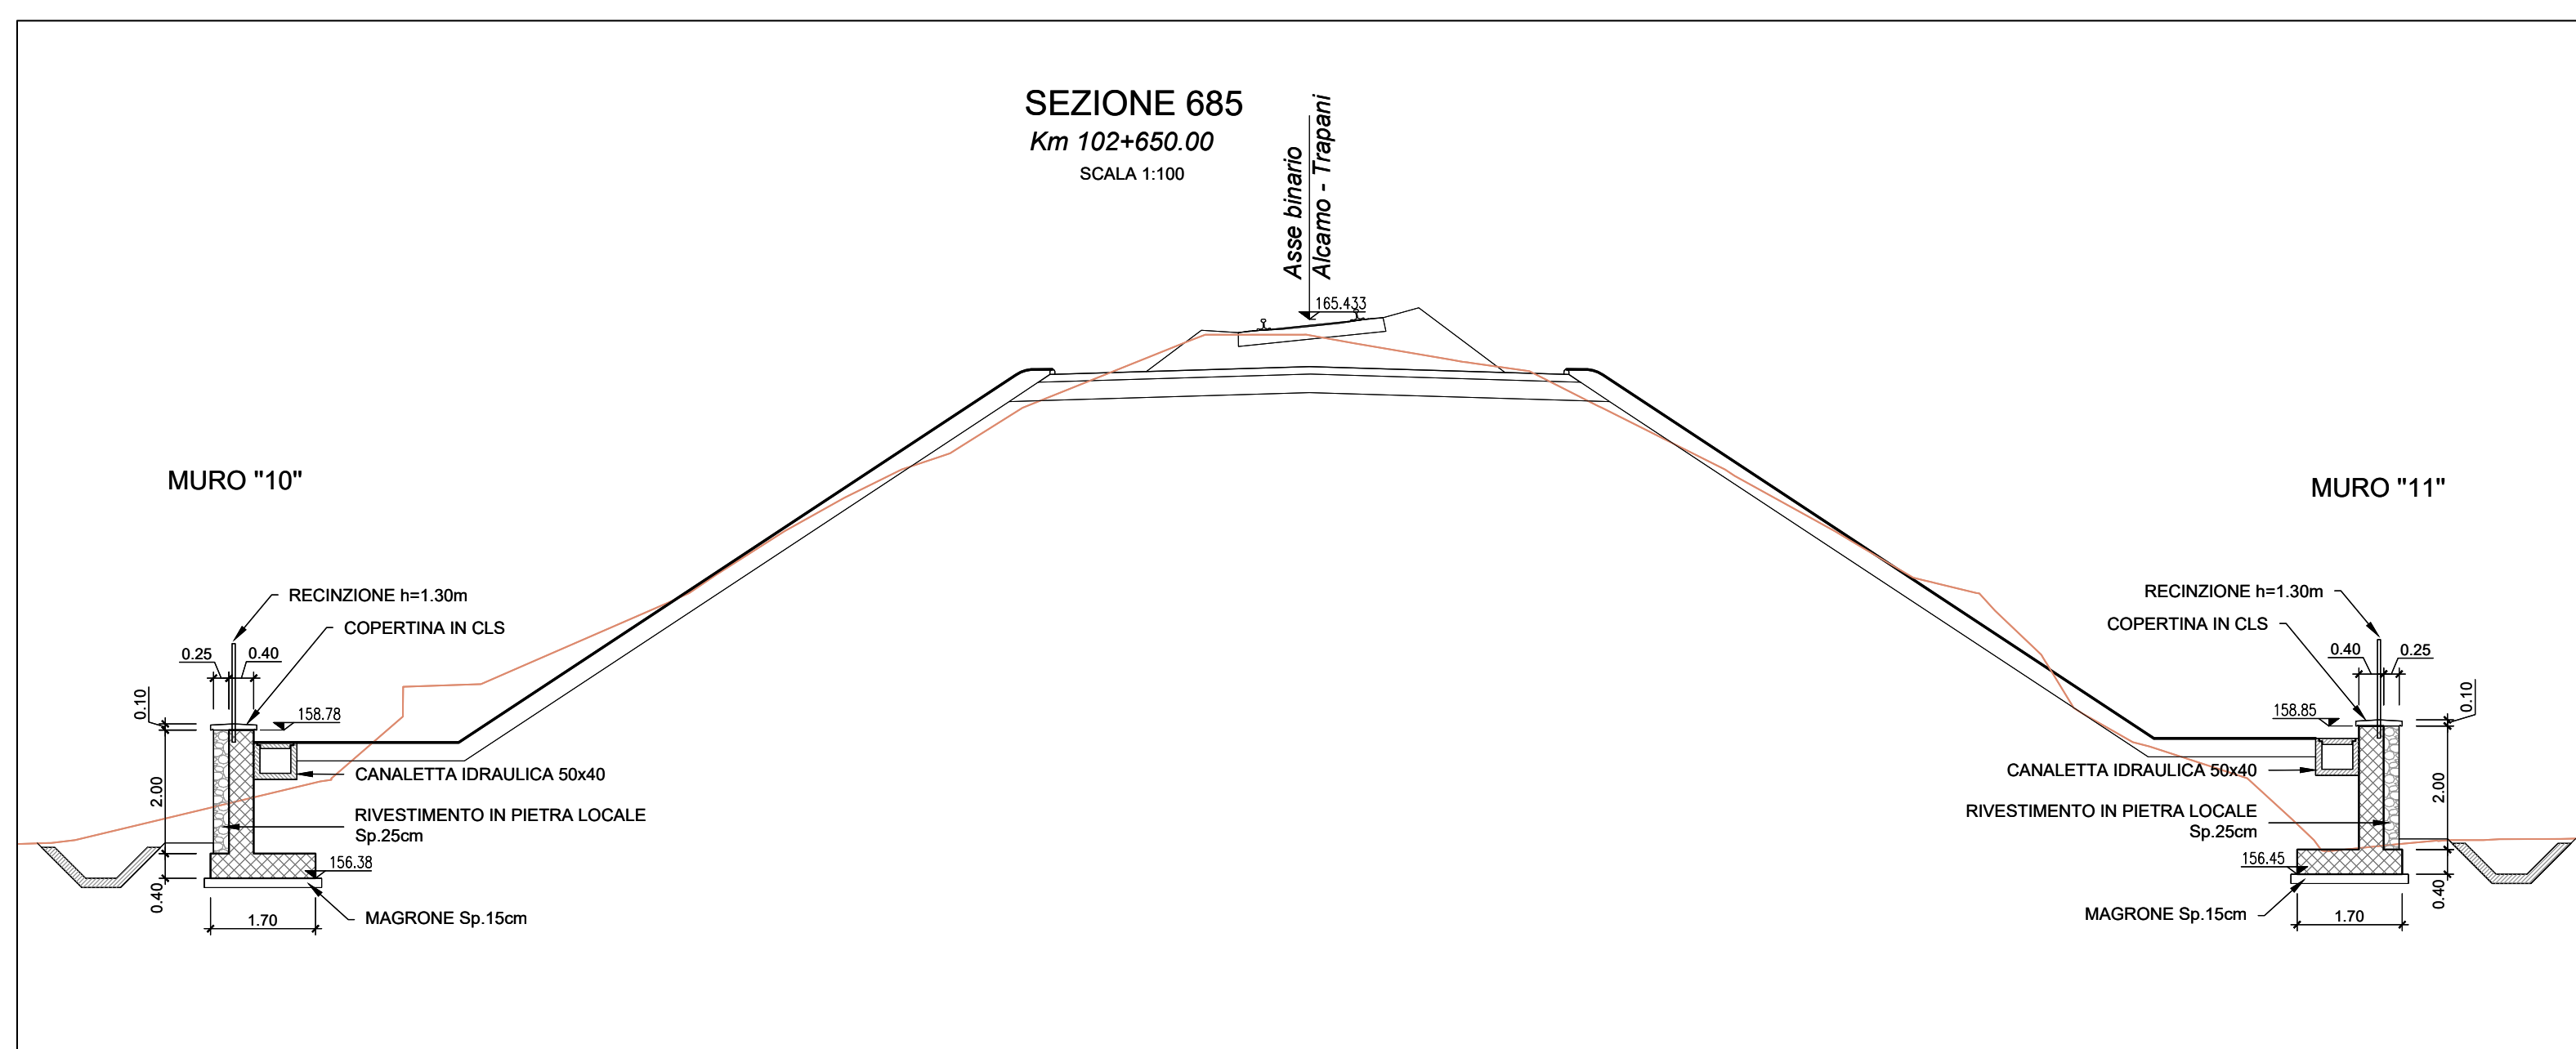 SEZIONE 685
Km 102+650.00
SCALA 1:100
Asse binario
Alcamo - Trapani
165.433
MURO "10"
RECINZIONE h=1.30m
COPERTINA IN CLS
0.25
0.40
0.10
158.78
2.00
CANALETTA IDRAULICA 50x40
RIVESTIMENTO IN PIETRA LOCALE
Sp.25cm
156.38
0.40
1.70
MAGRONE Sp.15cm
MURO "11"
RECINZIONE h=1.30m
COPERTINA IN CLS
0.40
0.25
0.10
158.85
2.00
CANALETTA IDRAULICA 50x40
RIVESTIMENTO IN PIETRA LOCALE
Sp.25cm
156.45
0.40
1.70
MAGRONE Sp.15cm